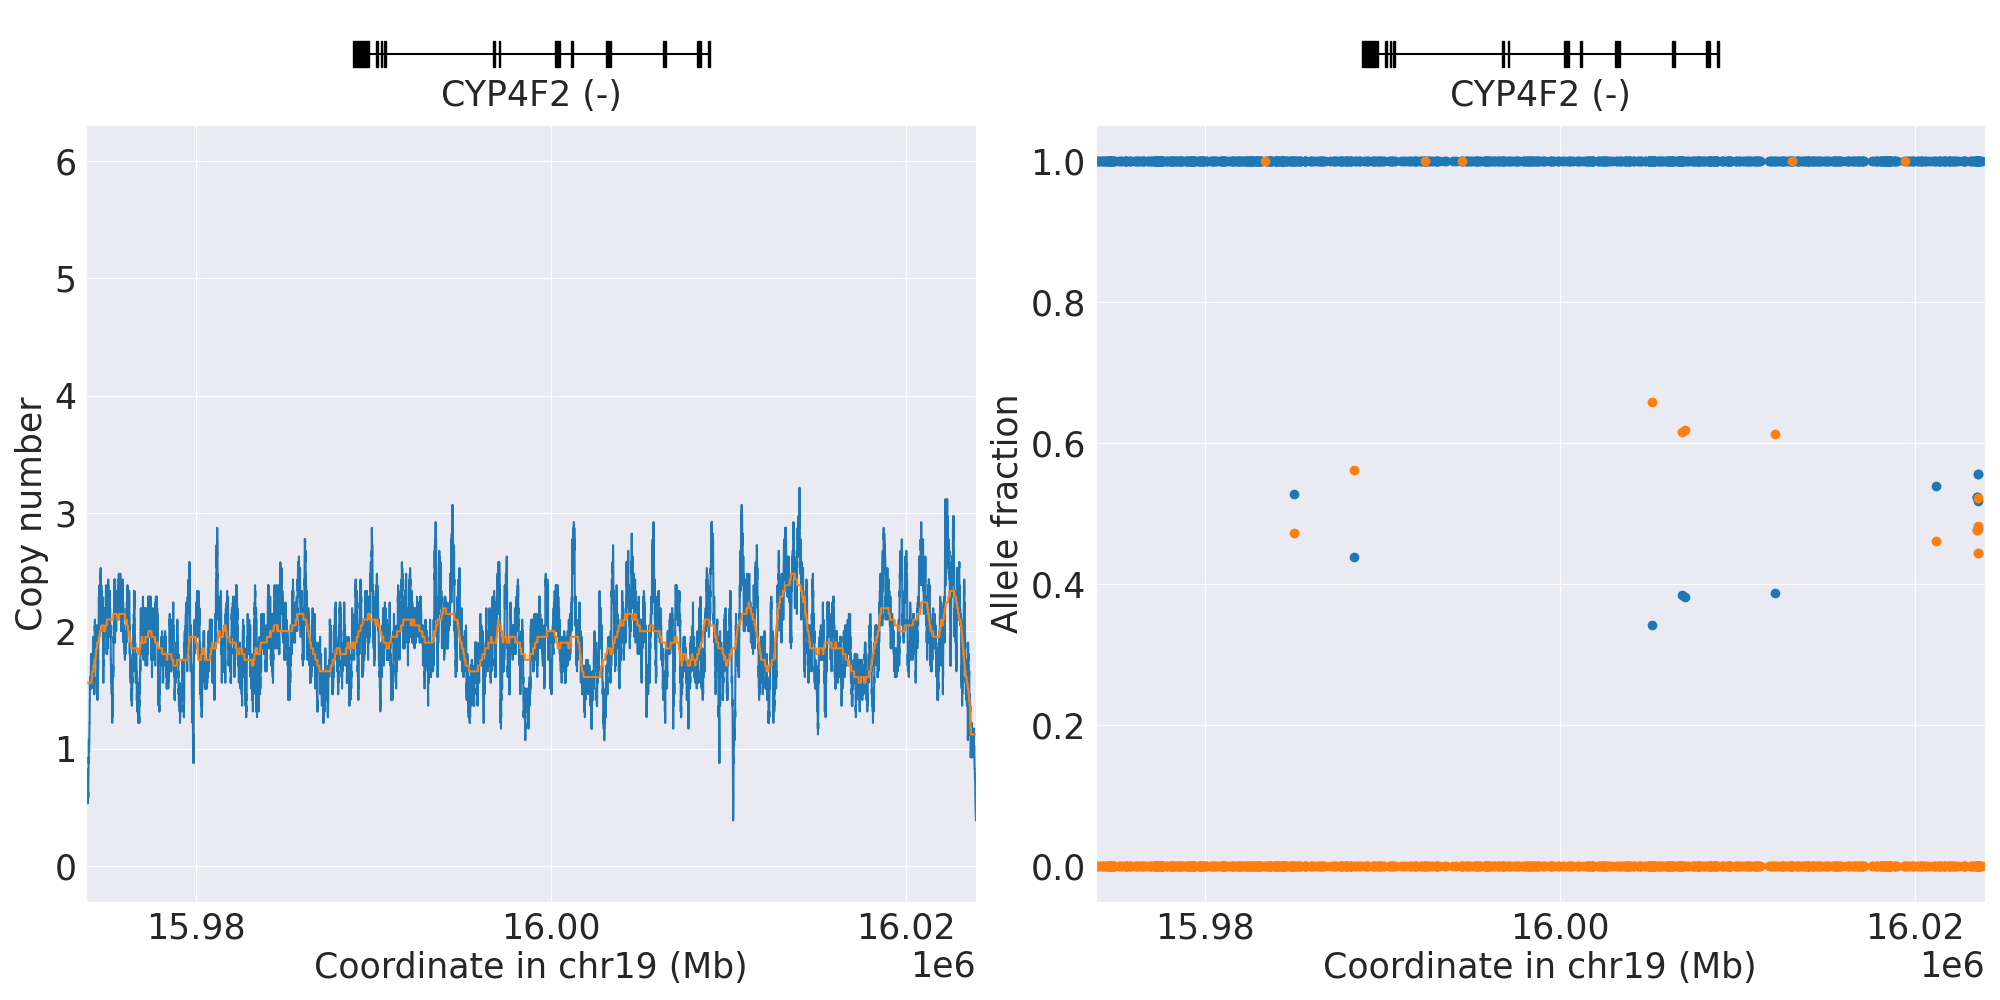 CYP4F2 (-)
CYP4F2 (-)
Copy number
6
5
4
3
2
1
0
15.98
16.00
16.02
Coordinate in chr19 (Mb)
1e6
Allele fraction
1.0
0.8
0.6
0.4
0.2
0.0
15.98
16.00
16.02
Coordinate in chr19 (Mb)
1e6